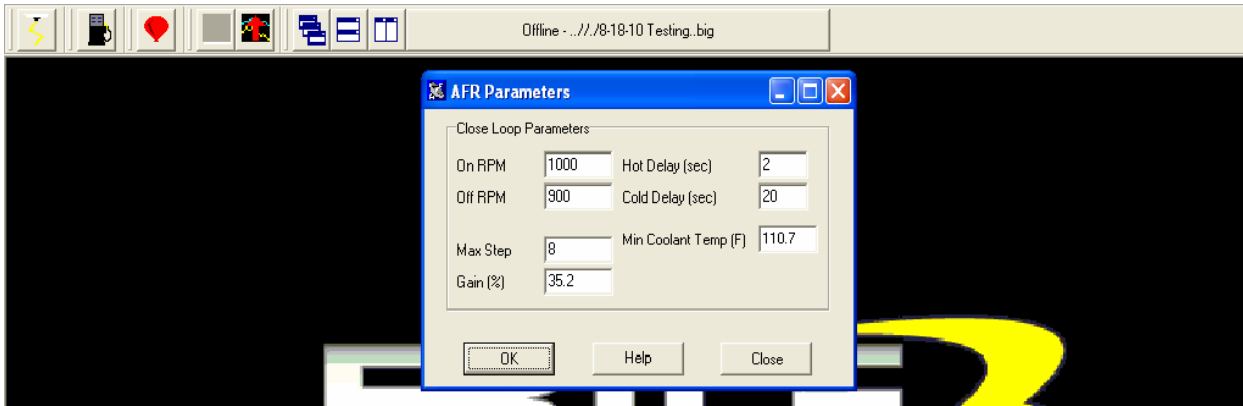 Offline - ..//./8-18-10 Testing..big
AFR Parameters
Close Loop Parameters
On RPM 1000 Hot Delay (sec) 2
Off RPM 900 Cold Delay (sec) 20
Min Coolant Temp (F) 110.7
Max Step 8
Gain (%) 35.2
OK Help Close